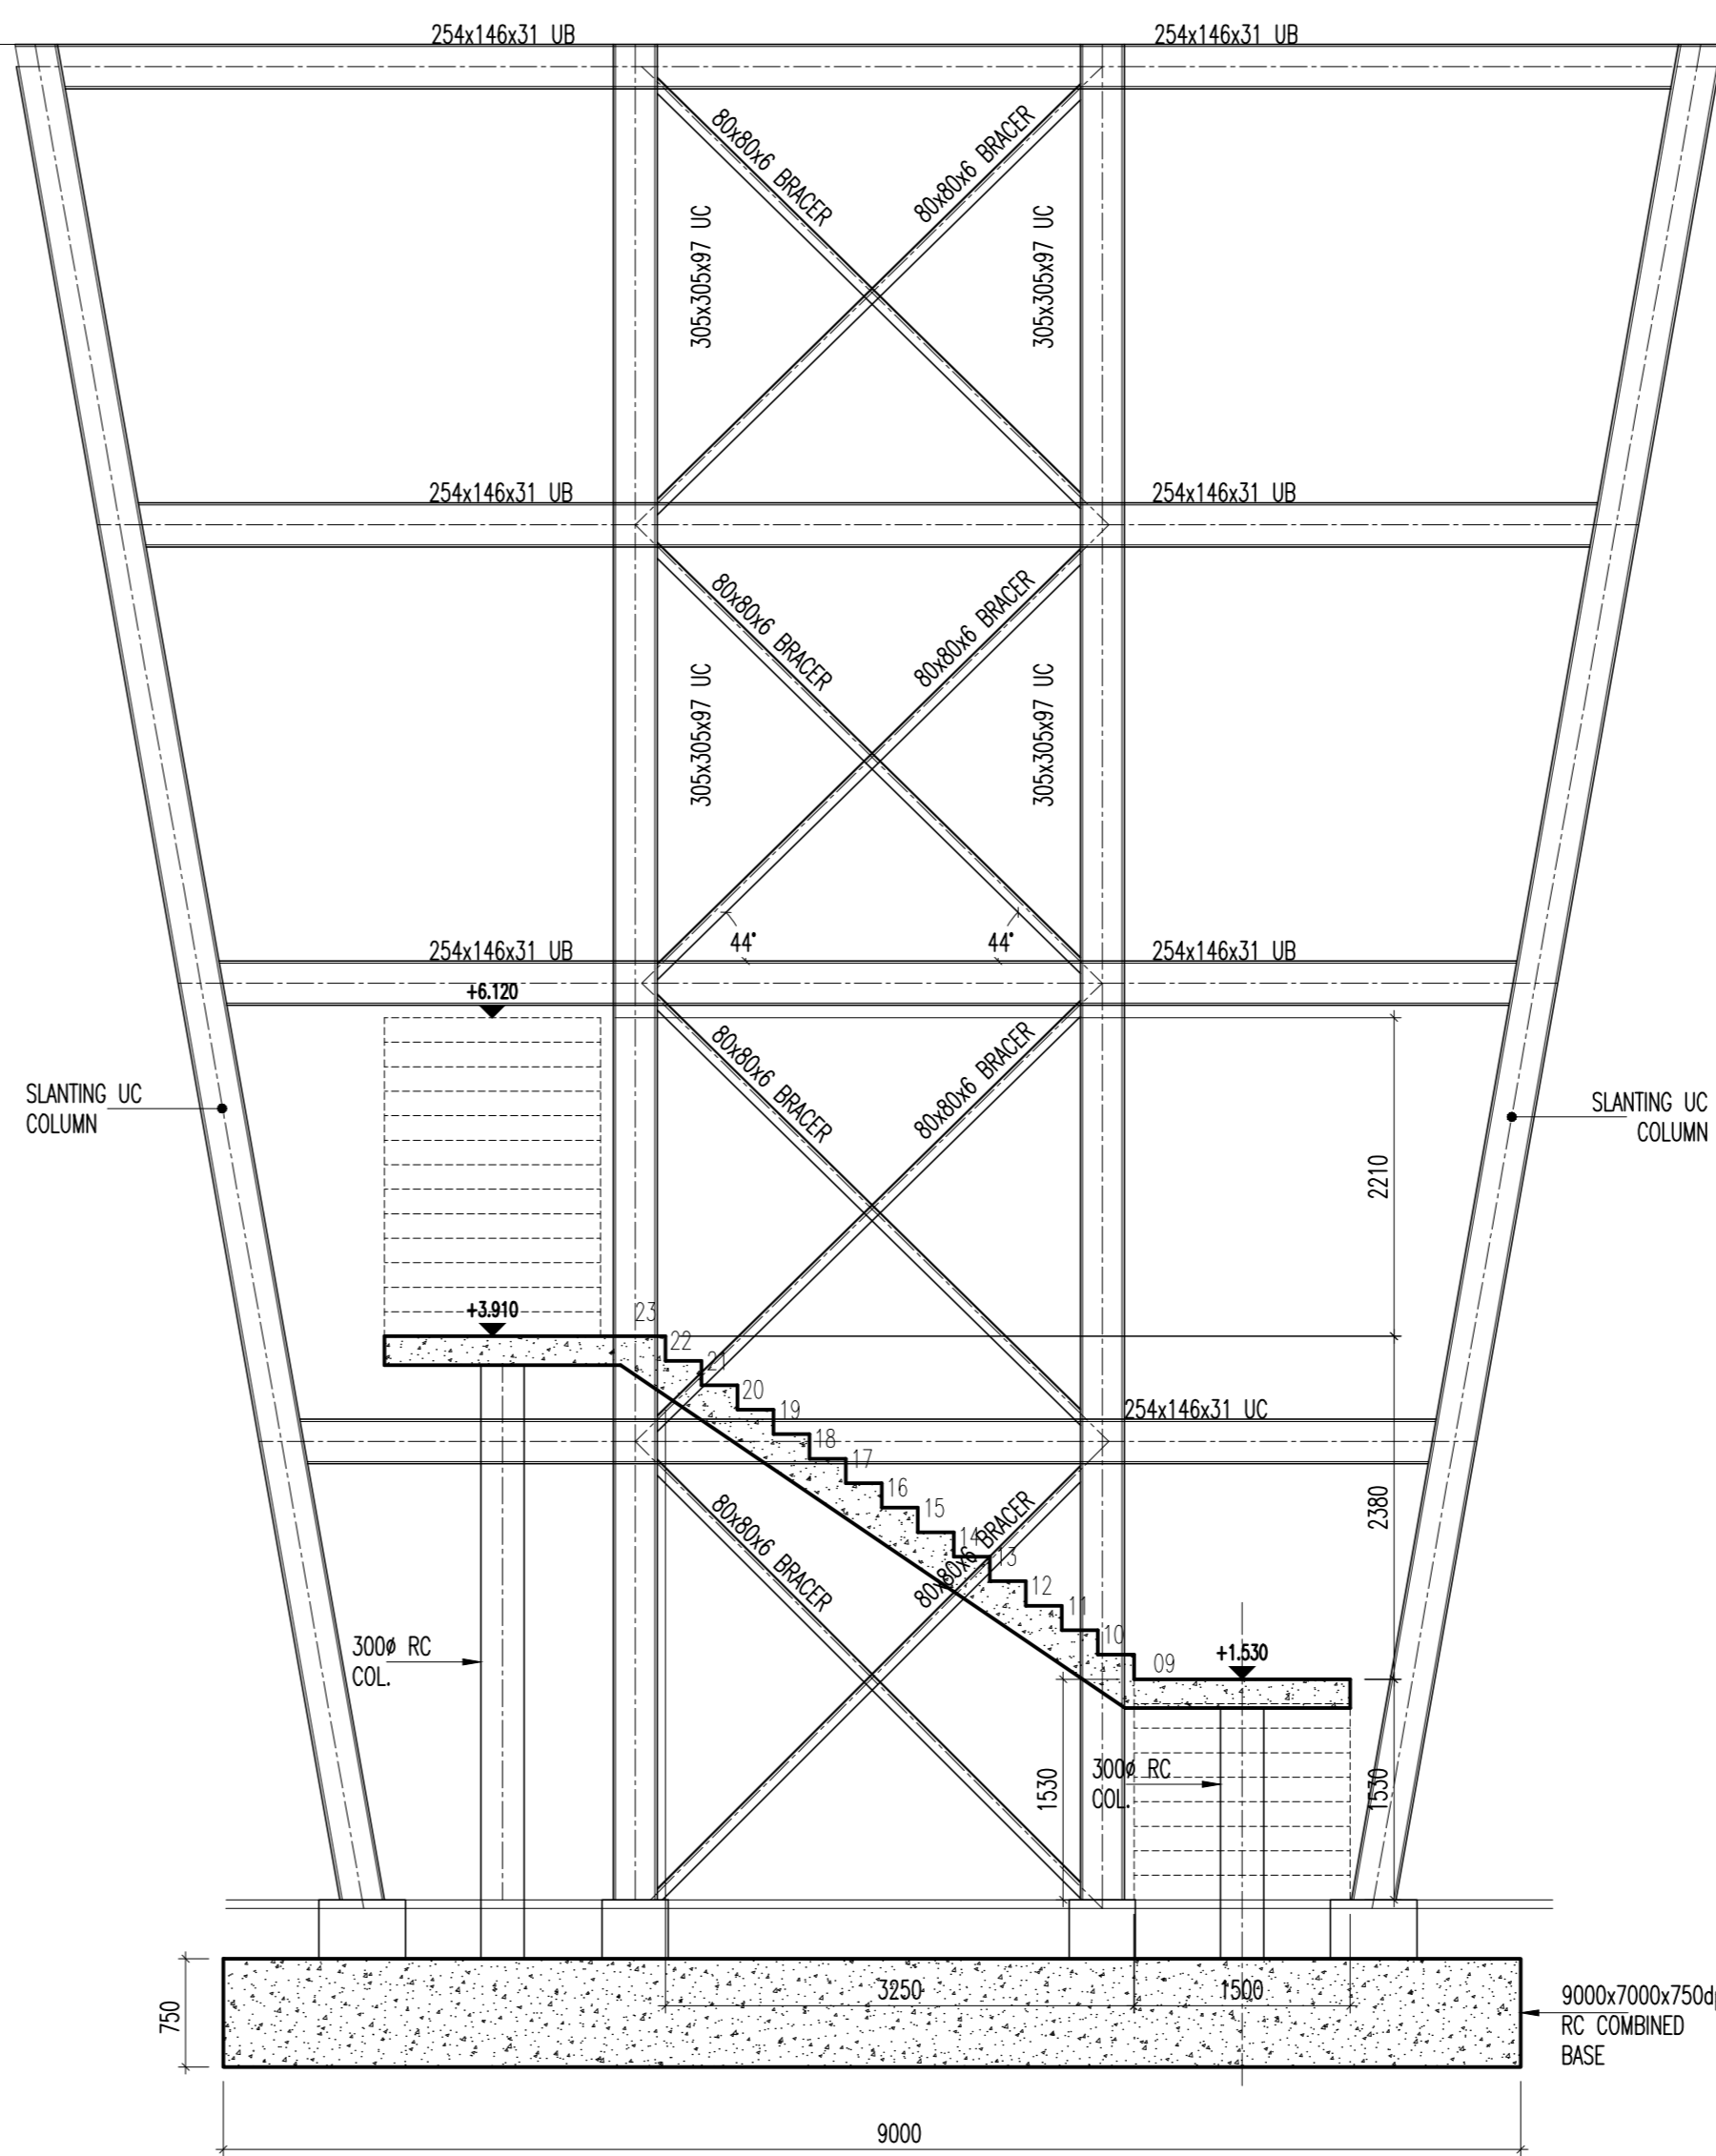 254x146x31 UB
254x146x31 UB
80x80x6 BRACER
80x80x6 BRACER
305x305x97 UC
305x305x97 UC
254x146x31 UB
254x146x31 UB
80x80x6 BRACER
80x80x6 BRACER
305x305x97 UC
305x305x97 UC
44°
44°
254x146x31 UB
254x146x31 UB
+6.120
80x80x6 BRACER
80x80x6 BRACER
SLANTING UC
COLUMN
SLANTING UC
COLUMN
2210
+3.910
23
22
21
20
19
18
17
16
15
14
13
12
11
10
09
254x146x31 UC
2380
80x80x6 BRACER
80x80x6 BRACER
300ø RC
COL.
+1.530
1530
300ø RC
COL.
1530
3250
1500
750
9000x7000x750d
RC COMBINED
BASE
9000